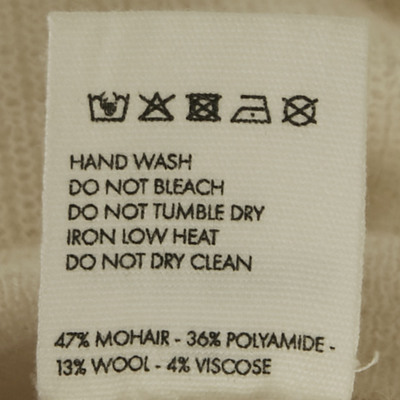 HAND WASH
DO NOT BLEACH
DO NOT TUMBLE DRY
IRON LOW HEAT
DO NOT DRY CLEAN
47% MOHAIR - 36% POLYAMIDE -
13% WOOL - 4% VISCOSE